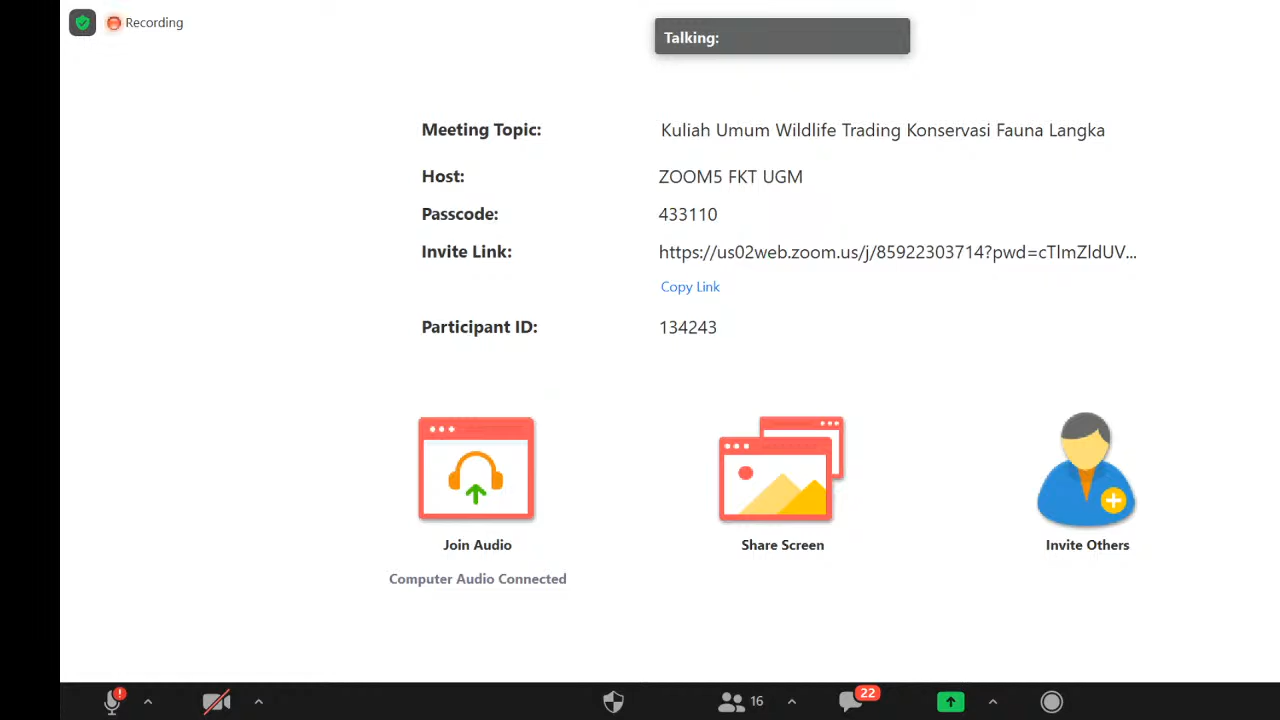 Recording
Talking:
Meeting Topic: Kuliah Umum Wildlife Trading Konservasi Fauna Langka
Host: ZOOM5 FKT UGM
Passcode: 433110
Invite Link: https://us02web.zoom.us/j/85922303714?pwd=cTlmZldUV...
Copy Link
Participant ID: 134243
Join Audio Share Screen Invite Others
Computer Audio Connected
16 22